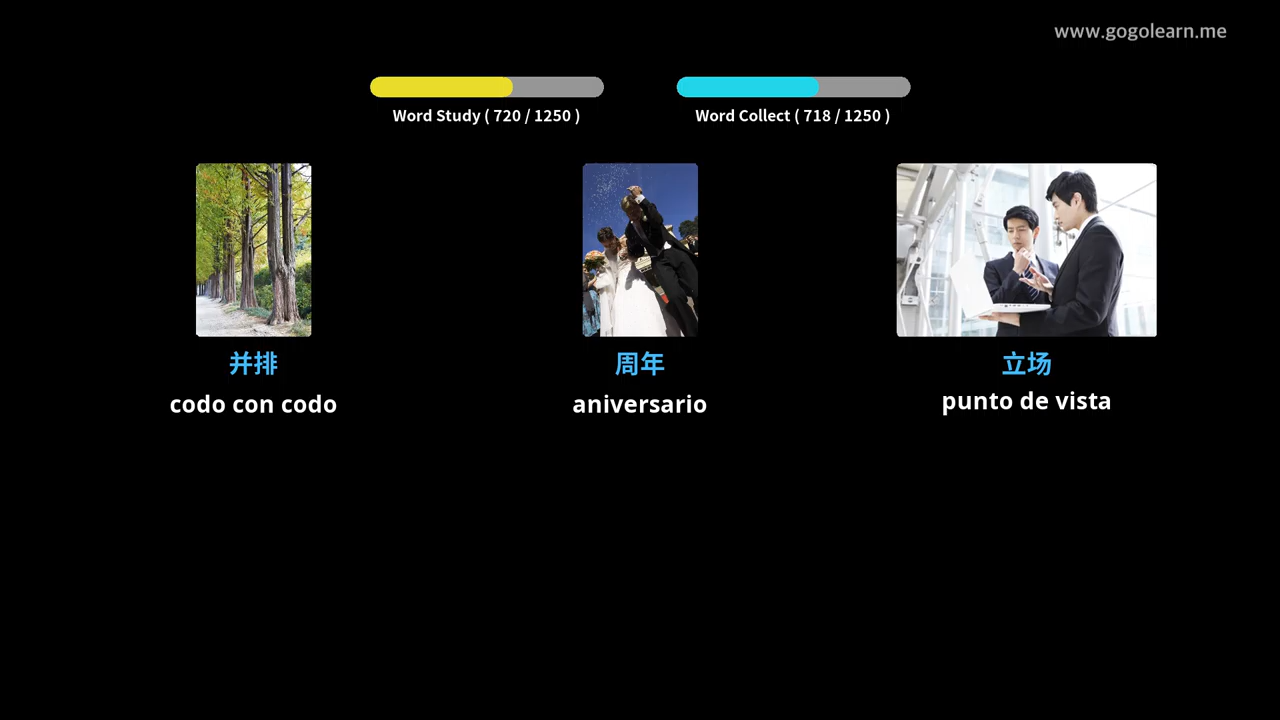 www.gogolearn.me
Word Study ( 720 / 1250 )
Word Collect ( 718 / 1250 )
并排
周年
立场
codo con codo
aniversario
punto de vista